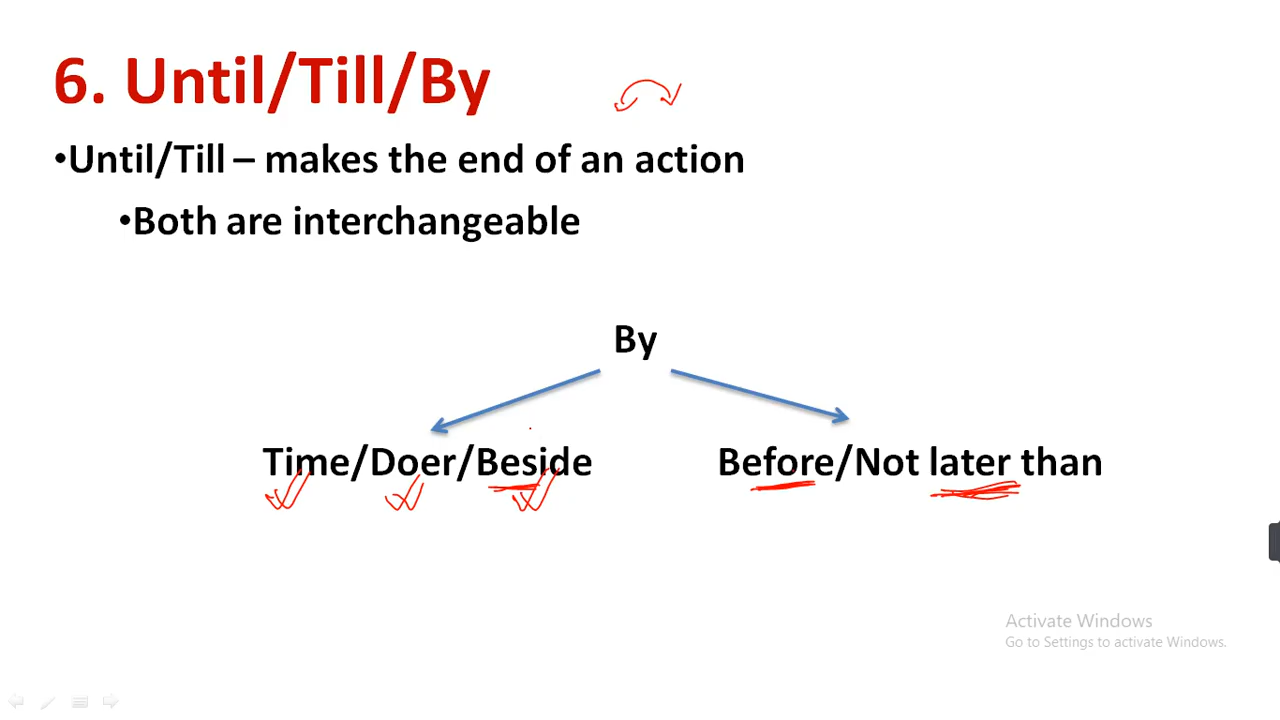 6. Until/Till/By
•Until/Till – makes the end of an action
•Both are interchangeable
By
Time/Doer/Beside Before/Not later than
Activate Windows
Go to Settings to activate Windows.